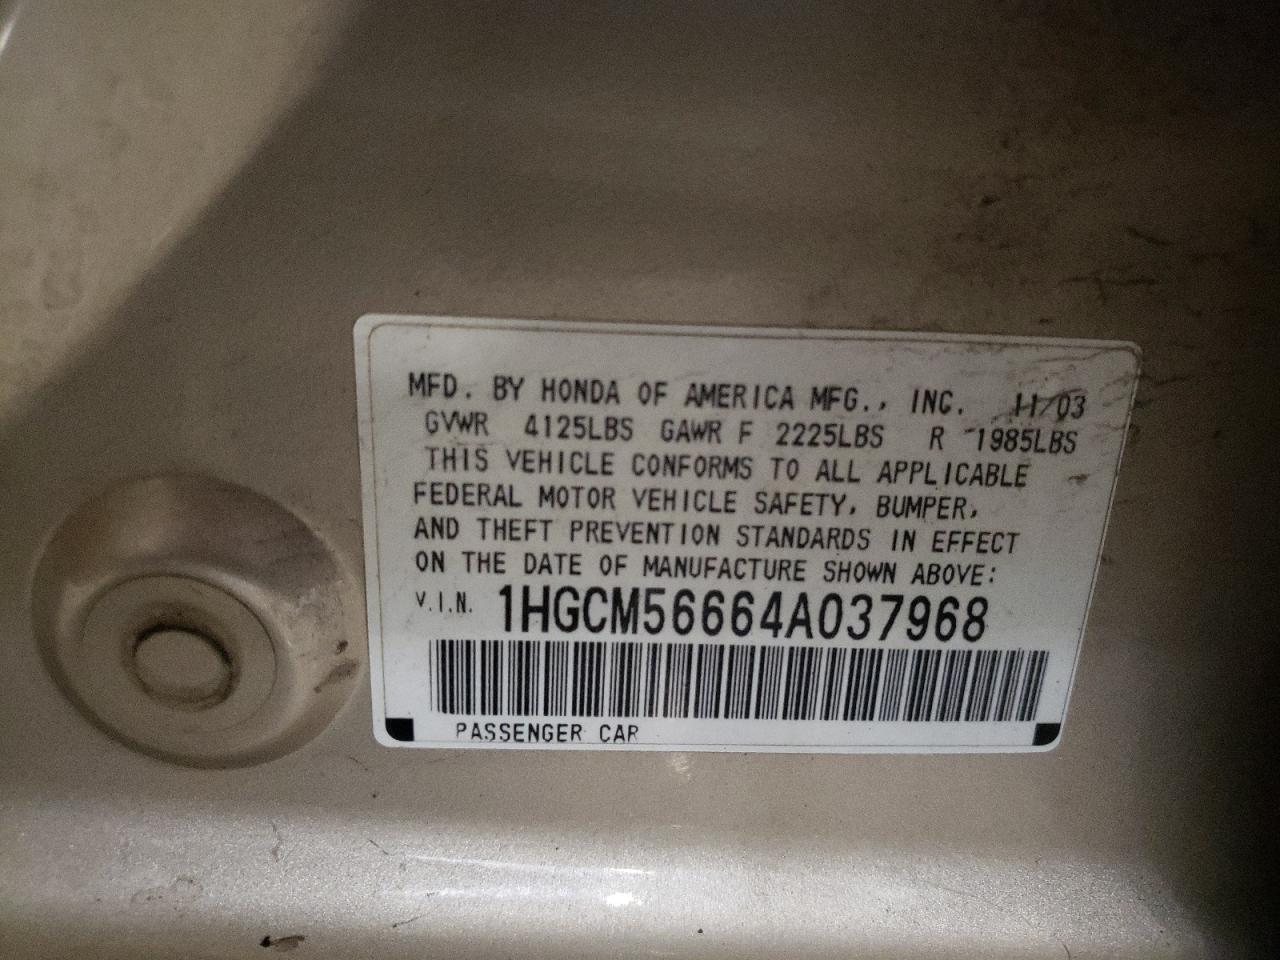 MFD. BY HONDA OF AMERICA MFG., INC. 11/03
GVWR 4125LBS GAWR F 2225LBS R 1985LBS
THIS VEHICLE CONFORMS TO ALL APPLICABLE
FEDERAL MOTOR VEHICLE SAFETY, BUMPER,
AND THEFT PREVENTION STANDARDS IN EFFECT
ON THE DATE OF MANUFACTURE SHOWN ABOVE:
V.I.N. 1HGCM56664A037968
PASSENGER CAR